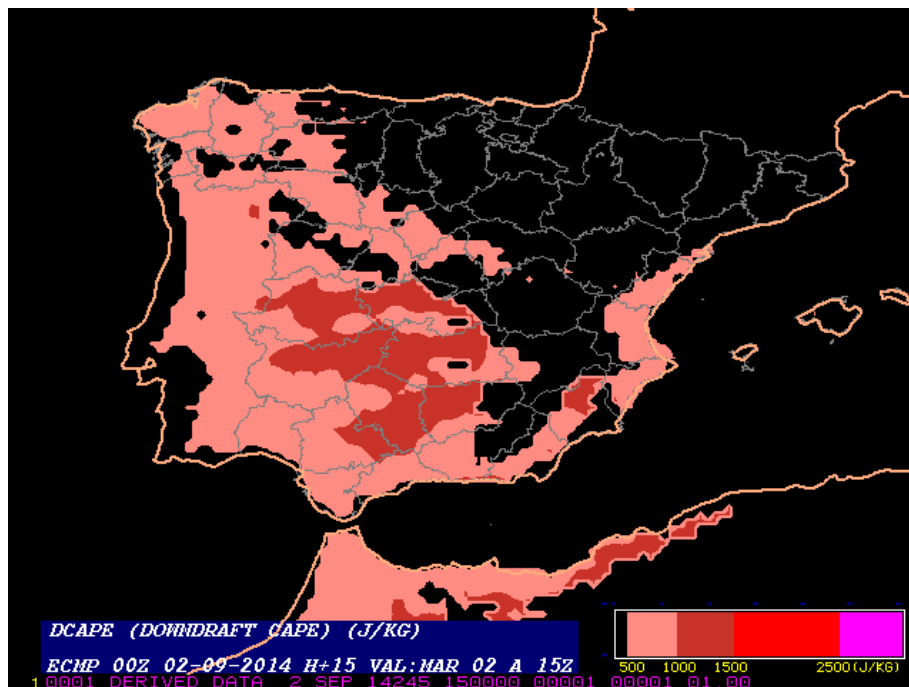 DCAPE (DOWNDRAFT CAPE) (J/KG)
ECMP 00Z 02-09-2014 H+15 VAL:MAR 02 A 15Z
500 1000 1500 2500(J/KG)
1 0001 DERIVED DATA 2 SEP 14245 150000 00001 00001 01.00